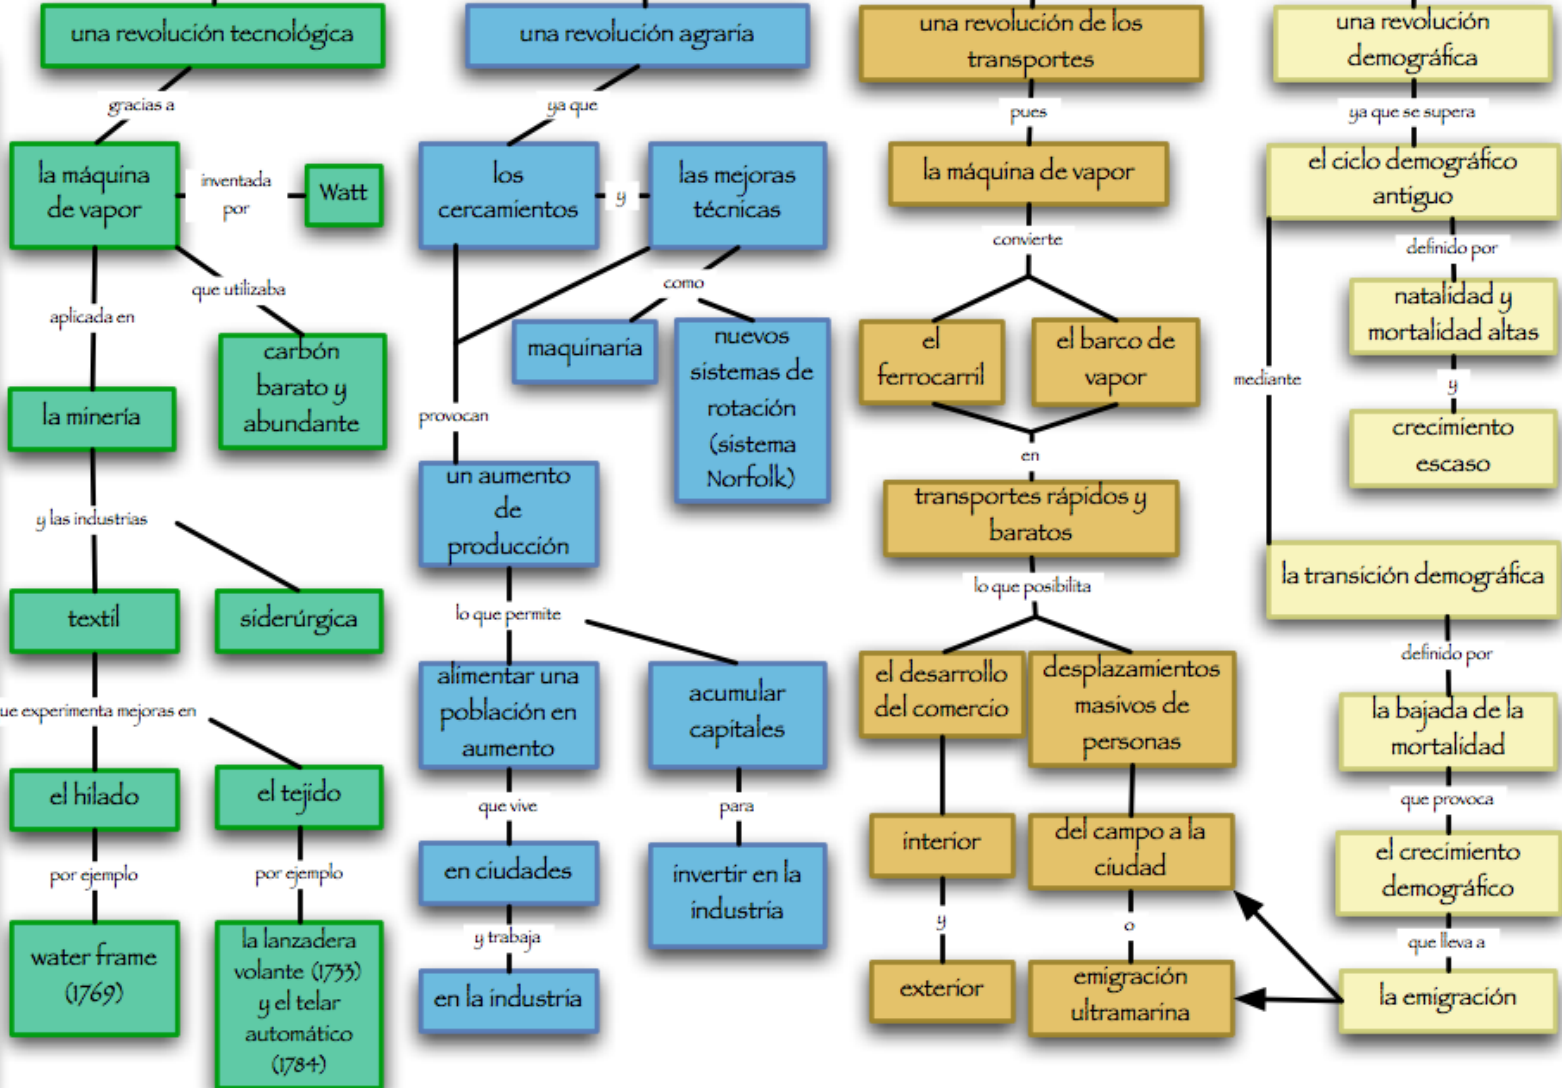 una revolución tecnológica
gracias a
la máquina
de vapor
inventada
por
Watt
que utilizaba
carbón
barato y
abundante
aplicada en
la minería
y las industrias
textil
siderúrgica
ue experimenta mejoras en
el hilado
el tejido
por ejemplo
por ejemplo
water frame
(1769)
la lanzadera
volante (1733)
y el telar
automático
(1784)
una revolución agraria
ya que
los
cercamientos
y
las mejoras
técnicas
como
maquinaria
nuevos
sistemas de
rotación
(sistema
Norfolk)
provocan
un aumento
de
producción
lo que permite
alimentar una
población en
aumento
acumular
capitales
que vive
para
en ciudades
invertir en la
industria
y trabaja
en la industria
una revolución de los
transportes
pues
la máquina de vapor
convierte
el
ferrocarril
el barco de
vapor
en
transportes rápidos y
baratos
lo que posibilita
el desarrollo
del comercio
desplazamientos
masivos de
personas
interior
del campo a la
ciudad
y
o
exterior
emigración
ultramarina
una revolución
demográfica
ya que se supera
el ciclo demográfico
antiguo
definido por
natalidad y
mortalidad altas
y
crecimiento
escaso
mediante
la transición demográfica
definido por
la bajada de la
mortalidad
que provoca
el crecimiento
demográfico
que lleva a
la emigración